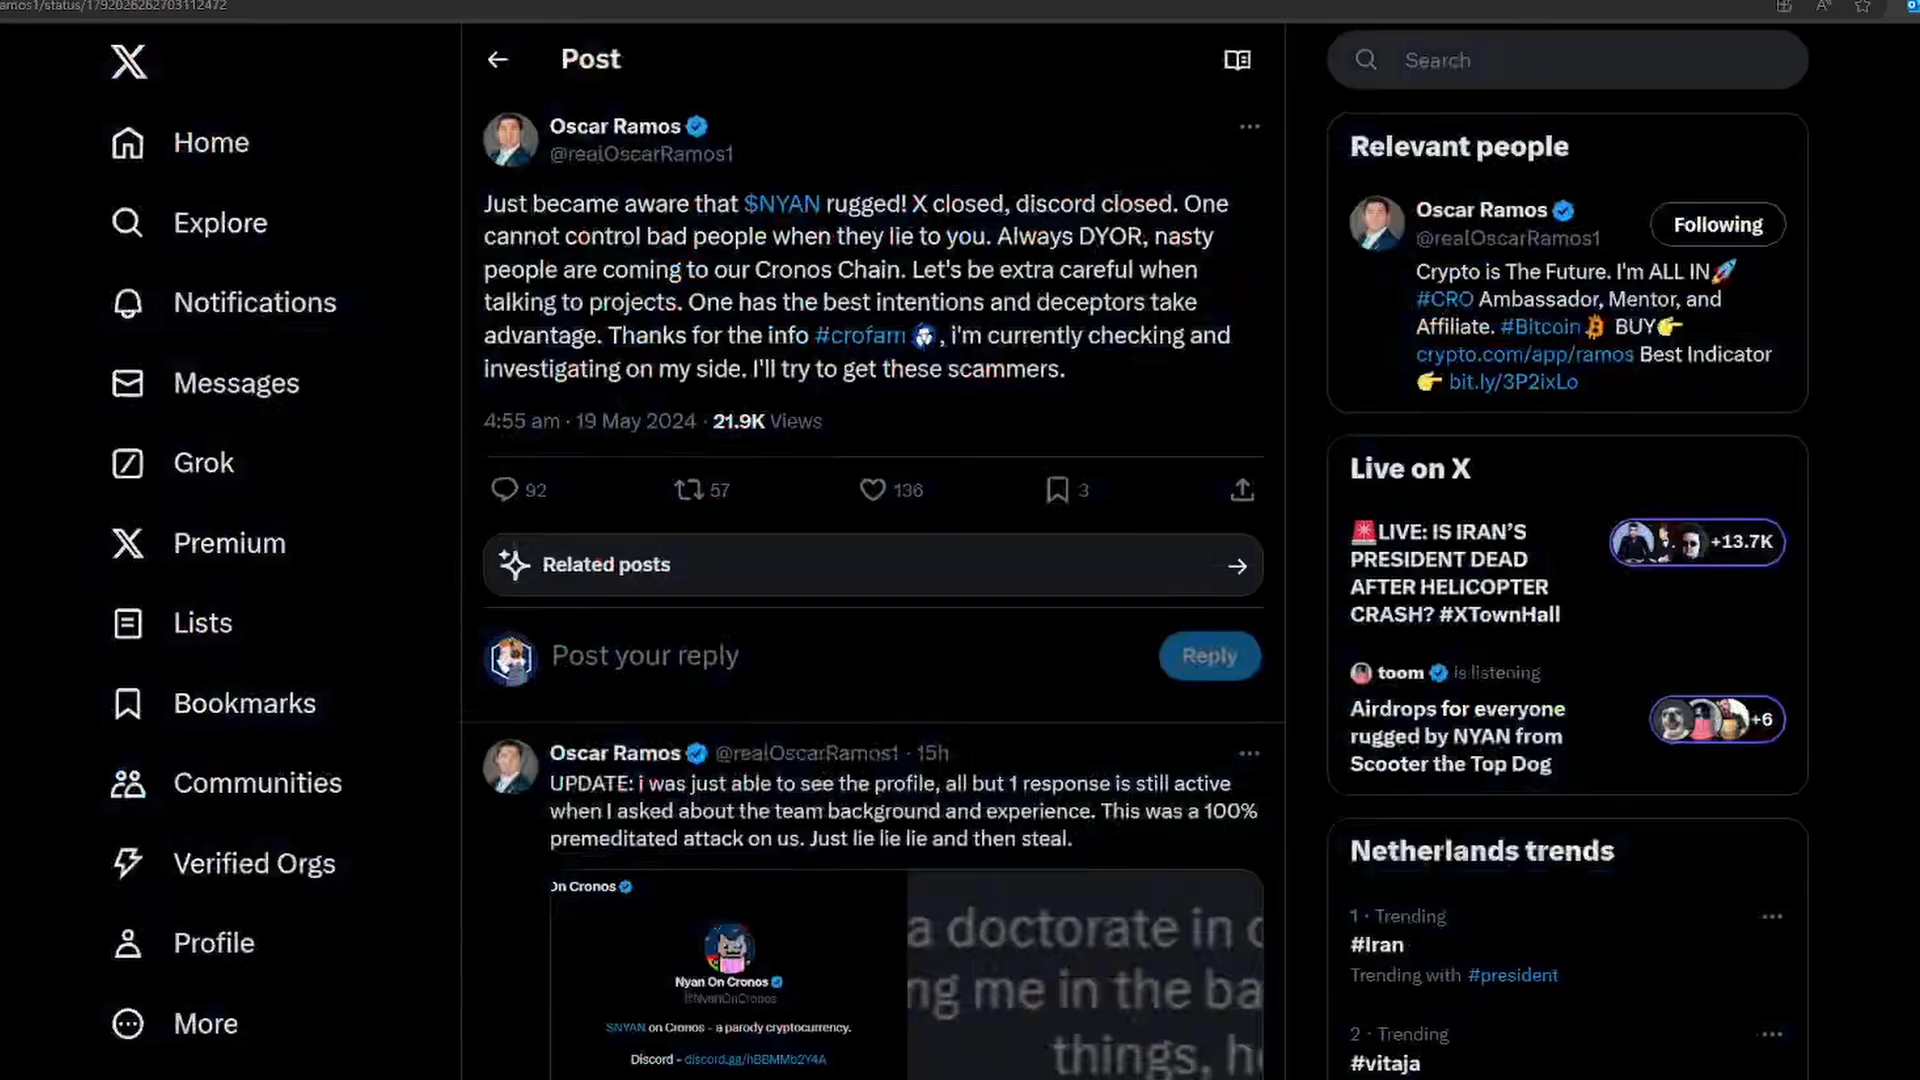 amos1/status/1792026262703112472
Post
Search
Home
Explore
Notifications
Messages
Grok
Premium
Lists
Bookmarks
Communities
Verified Orgs
Profile
More
Oscar Ramos
@realOscarRamos1
Just became aware that $NYAN rugged! X closed, discord closed. One
cannot control bad people when they lie to you. Always DYOR, nasty
people are coming to our Cronos Chain. Let's be extra careful when
talking to projects. One has the best intentions and deceptors take
advantage. Thanks for the info #crofam , i'm currently checking and
investigating on my side. I'll try to get these scammers.
4:55 am · 19 May 2024 · 21.9K Views
92 57 136 3
Related posts
Post your reply
Reply
Oscar Ramos @realOscarRamos1 · 15h
UPDATE: i was just able to see the profile, all but 1 response is still active
when I asked about the team background and experience. This was a 100%
premeditated attack on us. Just lie lie lie and then steal.
On Cronos
Nyan On Cronos
@NyanOnCronos
$NYAN on Cronos - a parody cryptocurrency.
Discord - discord.gg/hBBMMb2Y4A
a doctorate in c
ng me in the ba
things, h
Relevant people
Oscar Ramos
@realOscarRamos1
Following
Crypto is The Future. I'm ALL IN🚀
#CRO Ambassador, Mentor, and
Affiliate. #Bitcoin BUY👉
crypto.com/app/ramos Best Indicator
👉 bit.ly/3P2ixLo
Live on X
🚨LIVE: IS IRAN'S
PRESIDENT DEAD
AFTER HELICOPTER
CRASH? #XTownHall
+13.7K
toom is listening
Airdrops for everyone
rugged by NYAN from
Scooter the Top Dog
+6
Netherlands trends
1 · Trending
#Iran
Trending with #president
2 · Trending
#vitaja